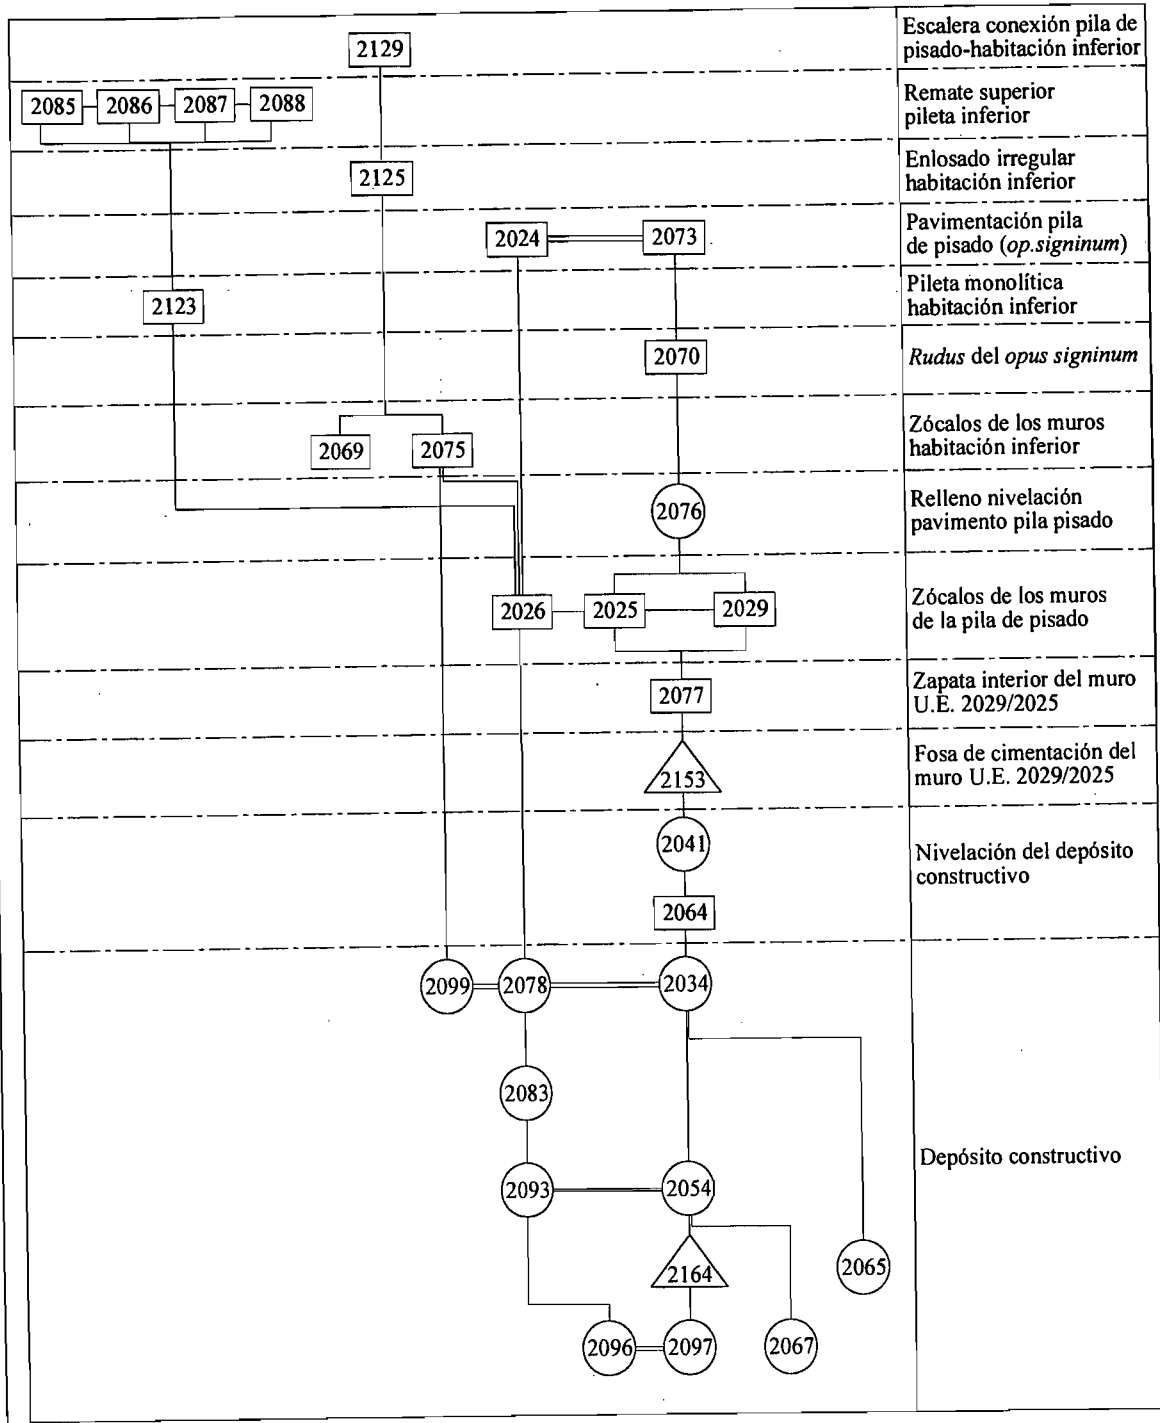 2129
Escalera conexión pila de
pisado-habitación inferior
2085 2086 2087 2088
Remate superior
pileta inferior
2125
Enlosado irregular
habitación inferior
2024 2073
Pavimentación pila
de pisado (op.signinum)
2123
Pileta monolítica
habitación inferior
2070
Rudus del opus signinum
2069 2075
Zócalos de los muros
habitación inferior
2076
Relleno nivelación
pavimento pila pisado
2026 2025 2029
Zócalos de los muros
de la pila de pisado
2077
Zapata interior del muro
U.E. 2029/2025
2153
Fosa de cimentación del
muro U.E. 2029/2025
2041
2064
Nivelación del depósito
constructivo
2099 2078 2034
2083
2093 2054
Depósito constructivo
2164 2065
2096 2097 2067